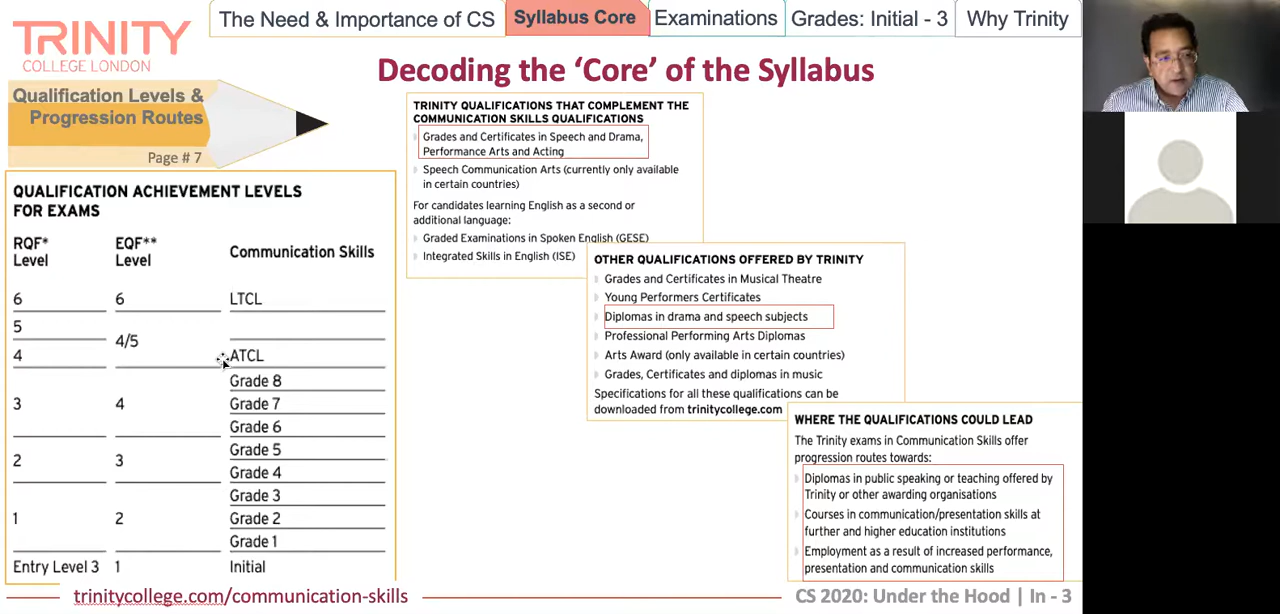 The Need & Importance of CS
Syllabus Core
Examinations
Grades: Initial - 3
Why Trinity
TRINITY
COLLEGE LONDON
Decoding the ‘Core’ of the Syllabus
Qualification Levels &
Progression Routes
Page # 7
QUALIFICATION ACHIEVEMENT LEVELS
FOR EXAMS
RQF* Level EQF** Level Communication Skills
6 6 LTCL
5
4/5
4 ATCL
Grade 8
3 4 Grade 7
Grade 6
Grade 5
2 3
Grade 4
Grade 3
1 2 Grade 2
Grade 1
Entry Level 3 1 Initial
TRINITY QUALIFICATIONS THAT COMPLEMENT THE
COMMUNICATION SKILLS QUALIFICATIONS
Grades and Certificates in Speech and Drama,
Performance Arts and Acting
Speech Communication Arts (currently only available
in certain countries)
For candidates learning English as a second or
additional language:
Graded Examinations in Spoken English (GESE)
Integrated Skills in English (ISE)
OTHER QUALIFICATIONS OFFERED BY TRINITY
Grades and Certificates in Musical Theatre
Young Performers Certificates
Diplomas in drama and speech subjects
Professional Performing Arts Diplomas
Arts Award (only available in certain countries)
Grades, Certificates and diplomas in music
Specifications for all these qualifications can be
downloaded from trinitycollege.com
WHERE THE QUALIFICATIONS COULD LEAD
The Trinity exams in Communication Skills offer
progression routes towards:
Diplomas in public speaking or teaching offered by
Trinity or other awarding organisations
Courses in communication/presentation skills at
further and higher education institutions
Employment as a result of increased performance,
presentation and communication skills
trinitycollege.com/communication-skills
CS 2020: Under the Hood | In - 3